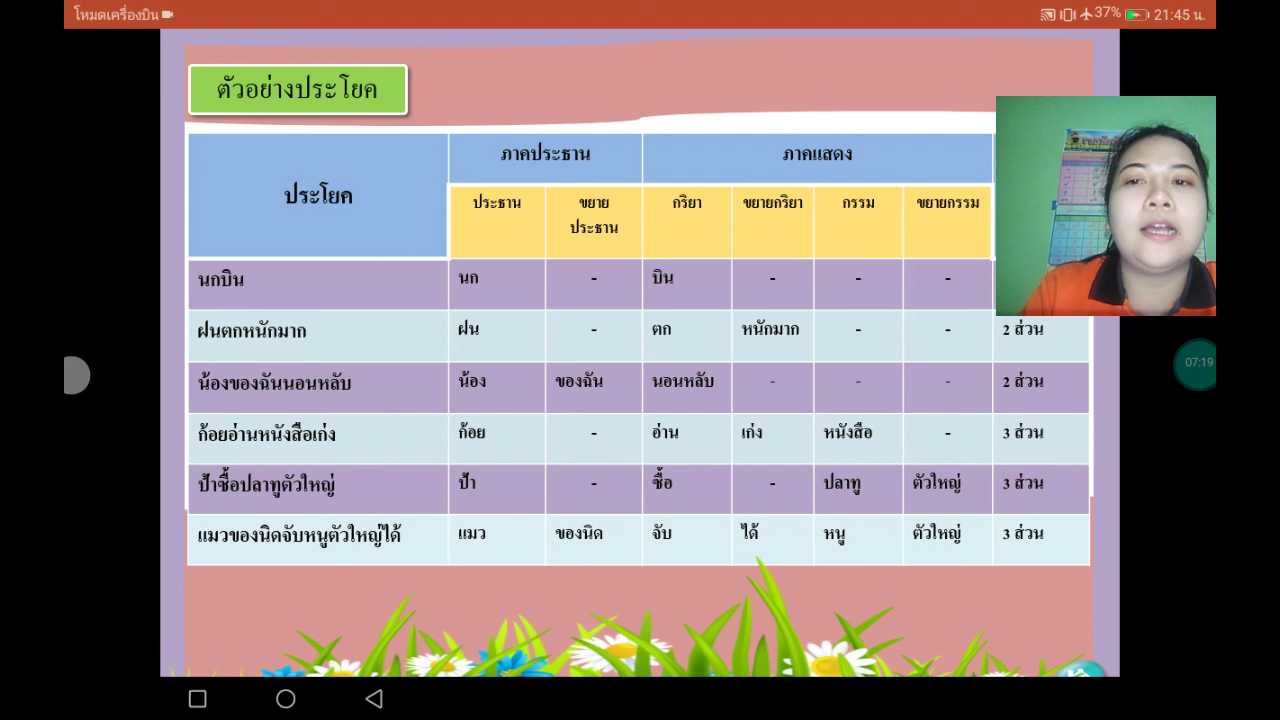 โหมดเครื่องบิน
37% 21:45 น.
ตัวอย่างประโยค
ประโยค ภาคประธาน ภาคแสดง
ประธาน ขยายประธาน กริยา ขยายกริยา กรรม ขยายกรรม
นกบิน นก - บิน - - -
ฝนตกหนักมาก ฝน - ตก หนักมาก - - 2 ส่วน
น้องของฉันนอนหลับ น้อง ของฉัน นอนหลับ - - - 2 ส่วน
ก้อยอ่านหนังสือเก่ง ก้อย - อ่าน เก่ง หนังสือ - 3 ส่วน
ป้าซื้อปลาทูตัวใหญ่ ป้า - ซื้อ - ปลาทู ตัวใหญ่ 3 ส่วน
แมวของนิดจับหนูตัวใหญ่ได้ แมว ของนิด จับ ได้ หนู ตัวใหญ่ 3 ส่วน
07:19